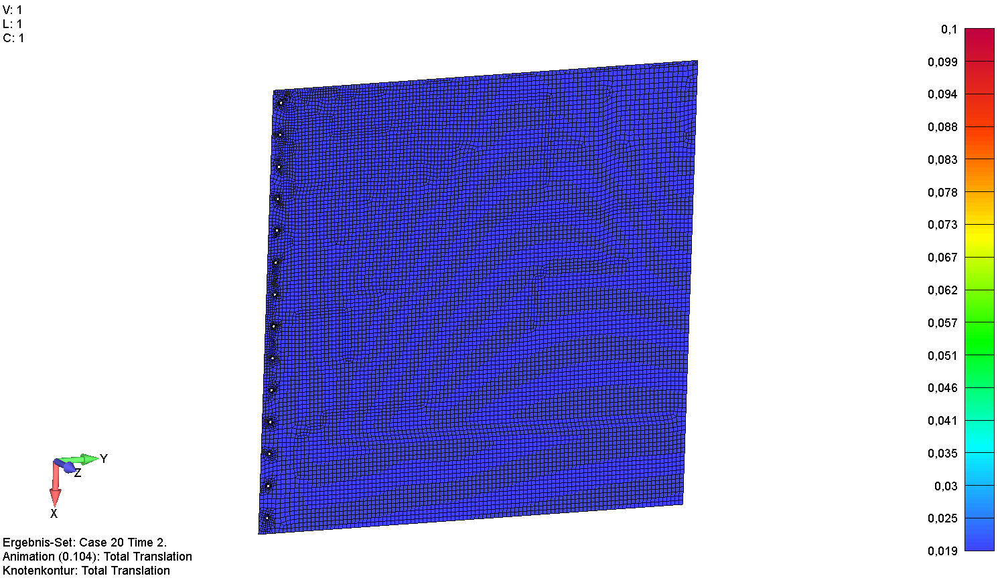 V: 1
L: 1
C: 1
0,1
0,099
0,094
0,088
0,083
0,078
0,073
0,067
0,062
0,057
0,051
0,046
0,041
0,035
0,03
0,025
0,019
Y
Z
X
Ergebnis-Set: Case 20 Time 2.
Animation (0.104): Total Translation
Knotenkontur: Total Translation